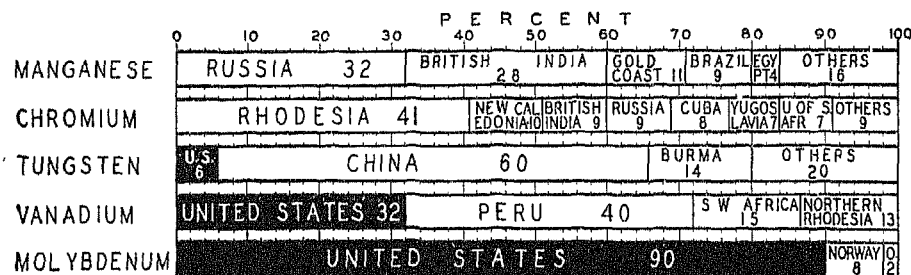 PERCENT
0 10 20 30 40 50 60 70 80 90 100
MANGANESE RUSSIA 32 BRITISH INDIA 28 GOLD COAST 11 BRAZIL 9 EGYPT 4 OTHERS 16
CHROMIUM RHODESIA 41 NEW CALEDONIA 10 BRITISH INDIA 9 RUSSIA 9 CUBA 8 YUGOSLAVIA 7 U OF S AFR 7 OTHERS 9
TUNGSTEN U.S. 6 CHINA 60 BURMA 14 OTHERS 20
VANADIUM UNITED STATES 32 PERU 40 S W AFRICA 15 NORTHERN RHODESIA 13
MOLYBDENUM UNITED STATES 90 NORWAY 8 O 2